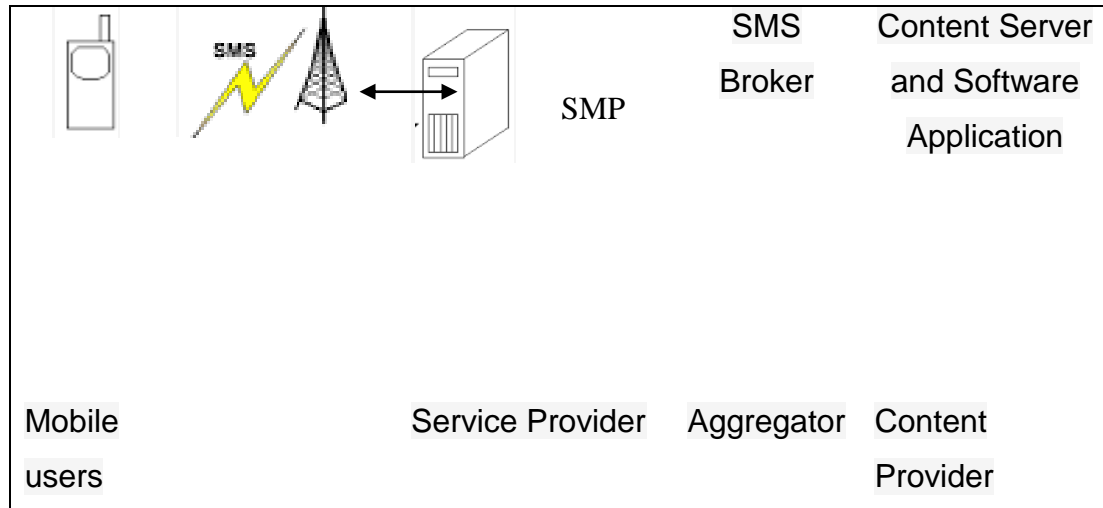 SMS
SMS
Broker
Content Server
and Software
Application
SMP
Mobile
users
Service Provider
Aggregator
Content
Provider